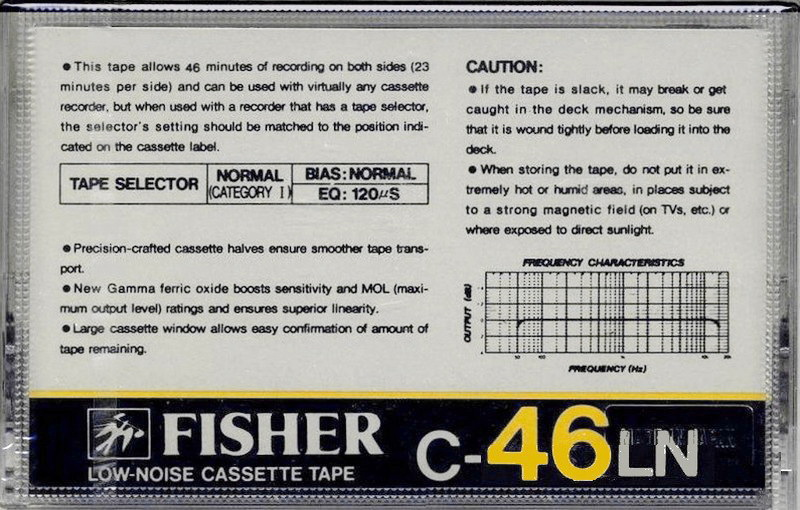 ●This tape allows 46 minutes of recording on both sides (23
minutes per side) and can be used with virtually any cassette
recorder, but when used with a recorder that has a tape selector,
the selector's setting should be matched to the position indi-
cated on the cassette label.
TAPE SELECTOR
NORMAL
(CATEGORY I)
BIAS: NORMAL
EQ: 120μS
●Precision-crafted cassette halves ensure smoother tape trans-
port.
●New Gamma ferric oxide boosts sensitivity and MOL (maxi-
mum output level) ratings and ensures superior linearity.
●Large cassette window allows easy confirmation of amount of
tape remaining.
CAUTION:
●If the tape is slack, it may break or get
caught in the deck mechanism, so be sure
that it is wound tightly before loading it into the
deck.
●When storing the tape, do not put it in ex-
tremely hot or humid areas, in places subject
to a strong magnetic field (on TVs, etc.) or
where exposed to direct sunlight.
FREQUENCY CHARACTERISTICS
OUTPUT (dB)
FREQUENCY (Hz)
FISHER
LOW-NOISE CASSETTE TAPE
C-46LN
MADE IN JAPAN